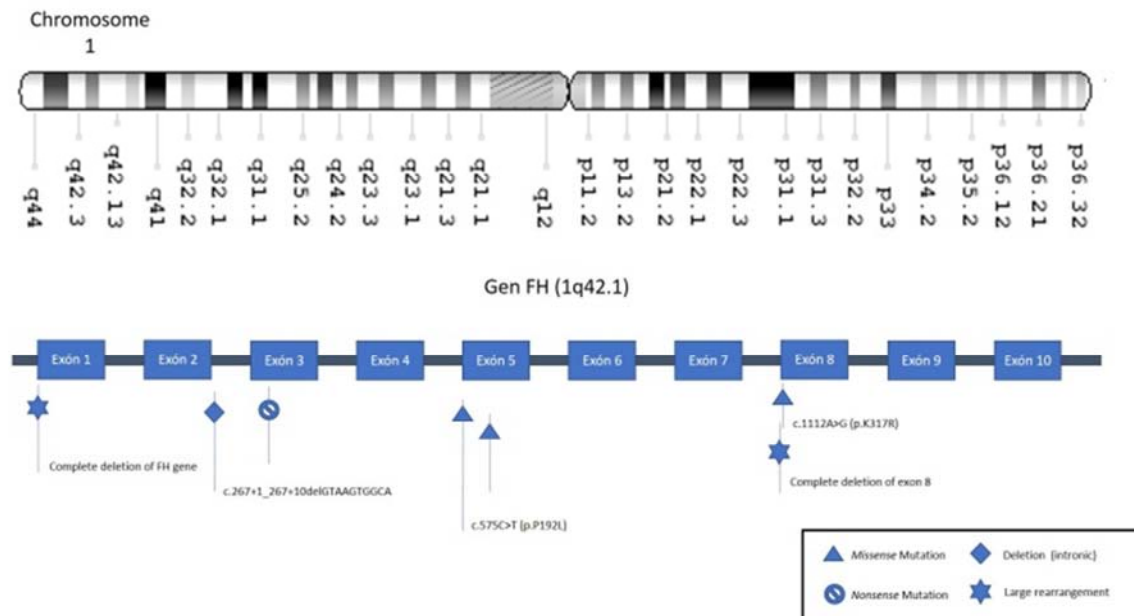 Chromosome
1
q44
q42.3
q42.13
q41
q32.2
q32.1
q31.1
q25.2
q24.2
q23.3
q23.1
q21.3
q21.1
q12
p11.2
p13.2
p21.2
p22.1
p22.3
p31.1
p31.3
p32.2
p33
p34.2
p35.2
p36.12
p36.21
p36.32
Gen FH (1q42.1)
Exón 1 Exón 2 Exón 3 Exón 4 Exón 5 Exón 6 Exón 7 Exón 8 Exón 9 Exón 10
c.1112A>G (p.K317R)
Complete deletion of FH gene
Complete deletion of exon 8
c.267+1_267+10delGTAAGTGGCA
c.575C>T (p.P192L)
Missense Mutation Deletion (intronic)
Nonsense Mutation Large rearrangement